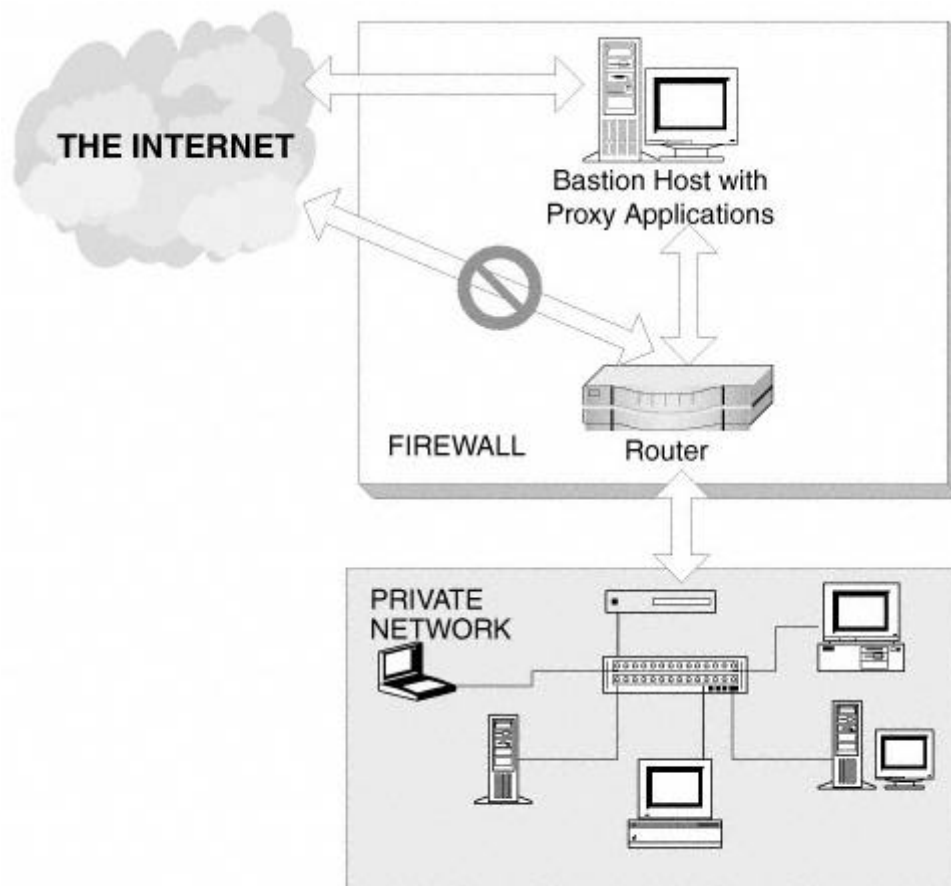 THE INTERNET
Bastion Host with
Proxy Applications
FIREWALL
Router
PRIVATE
NETWORK